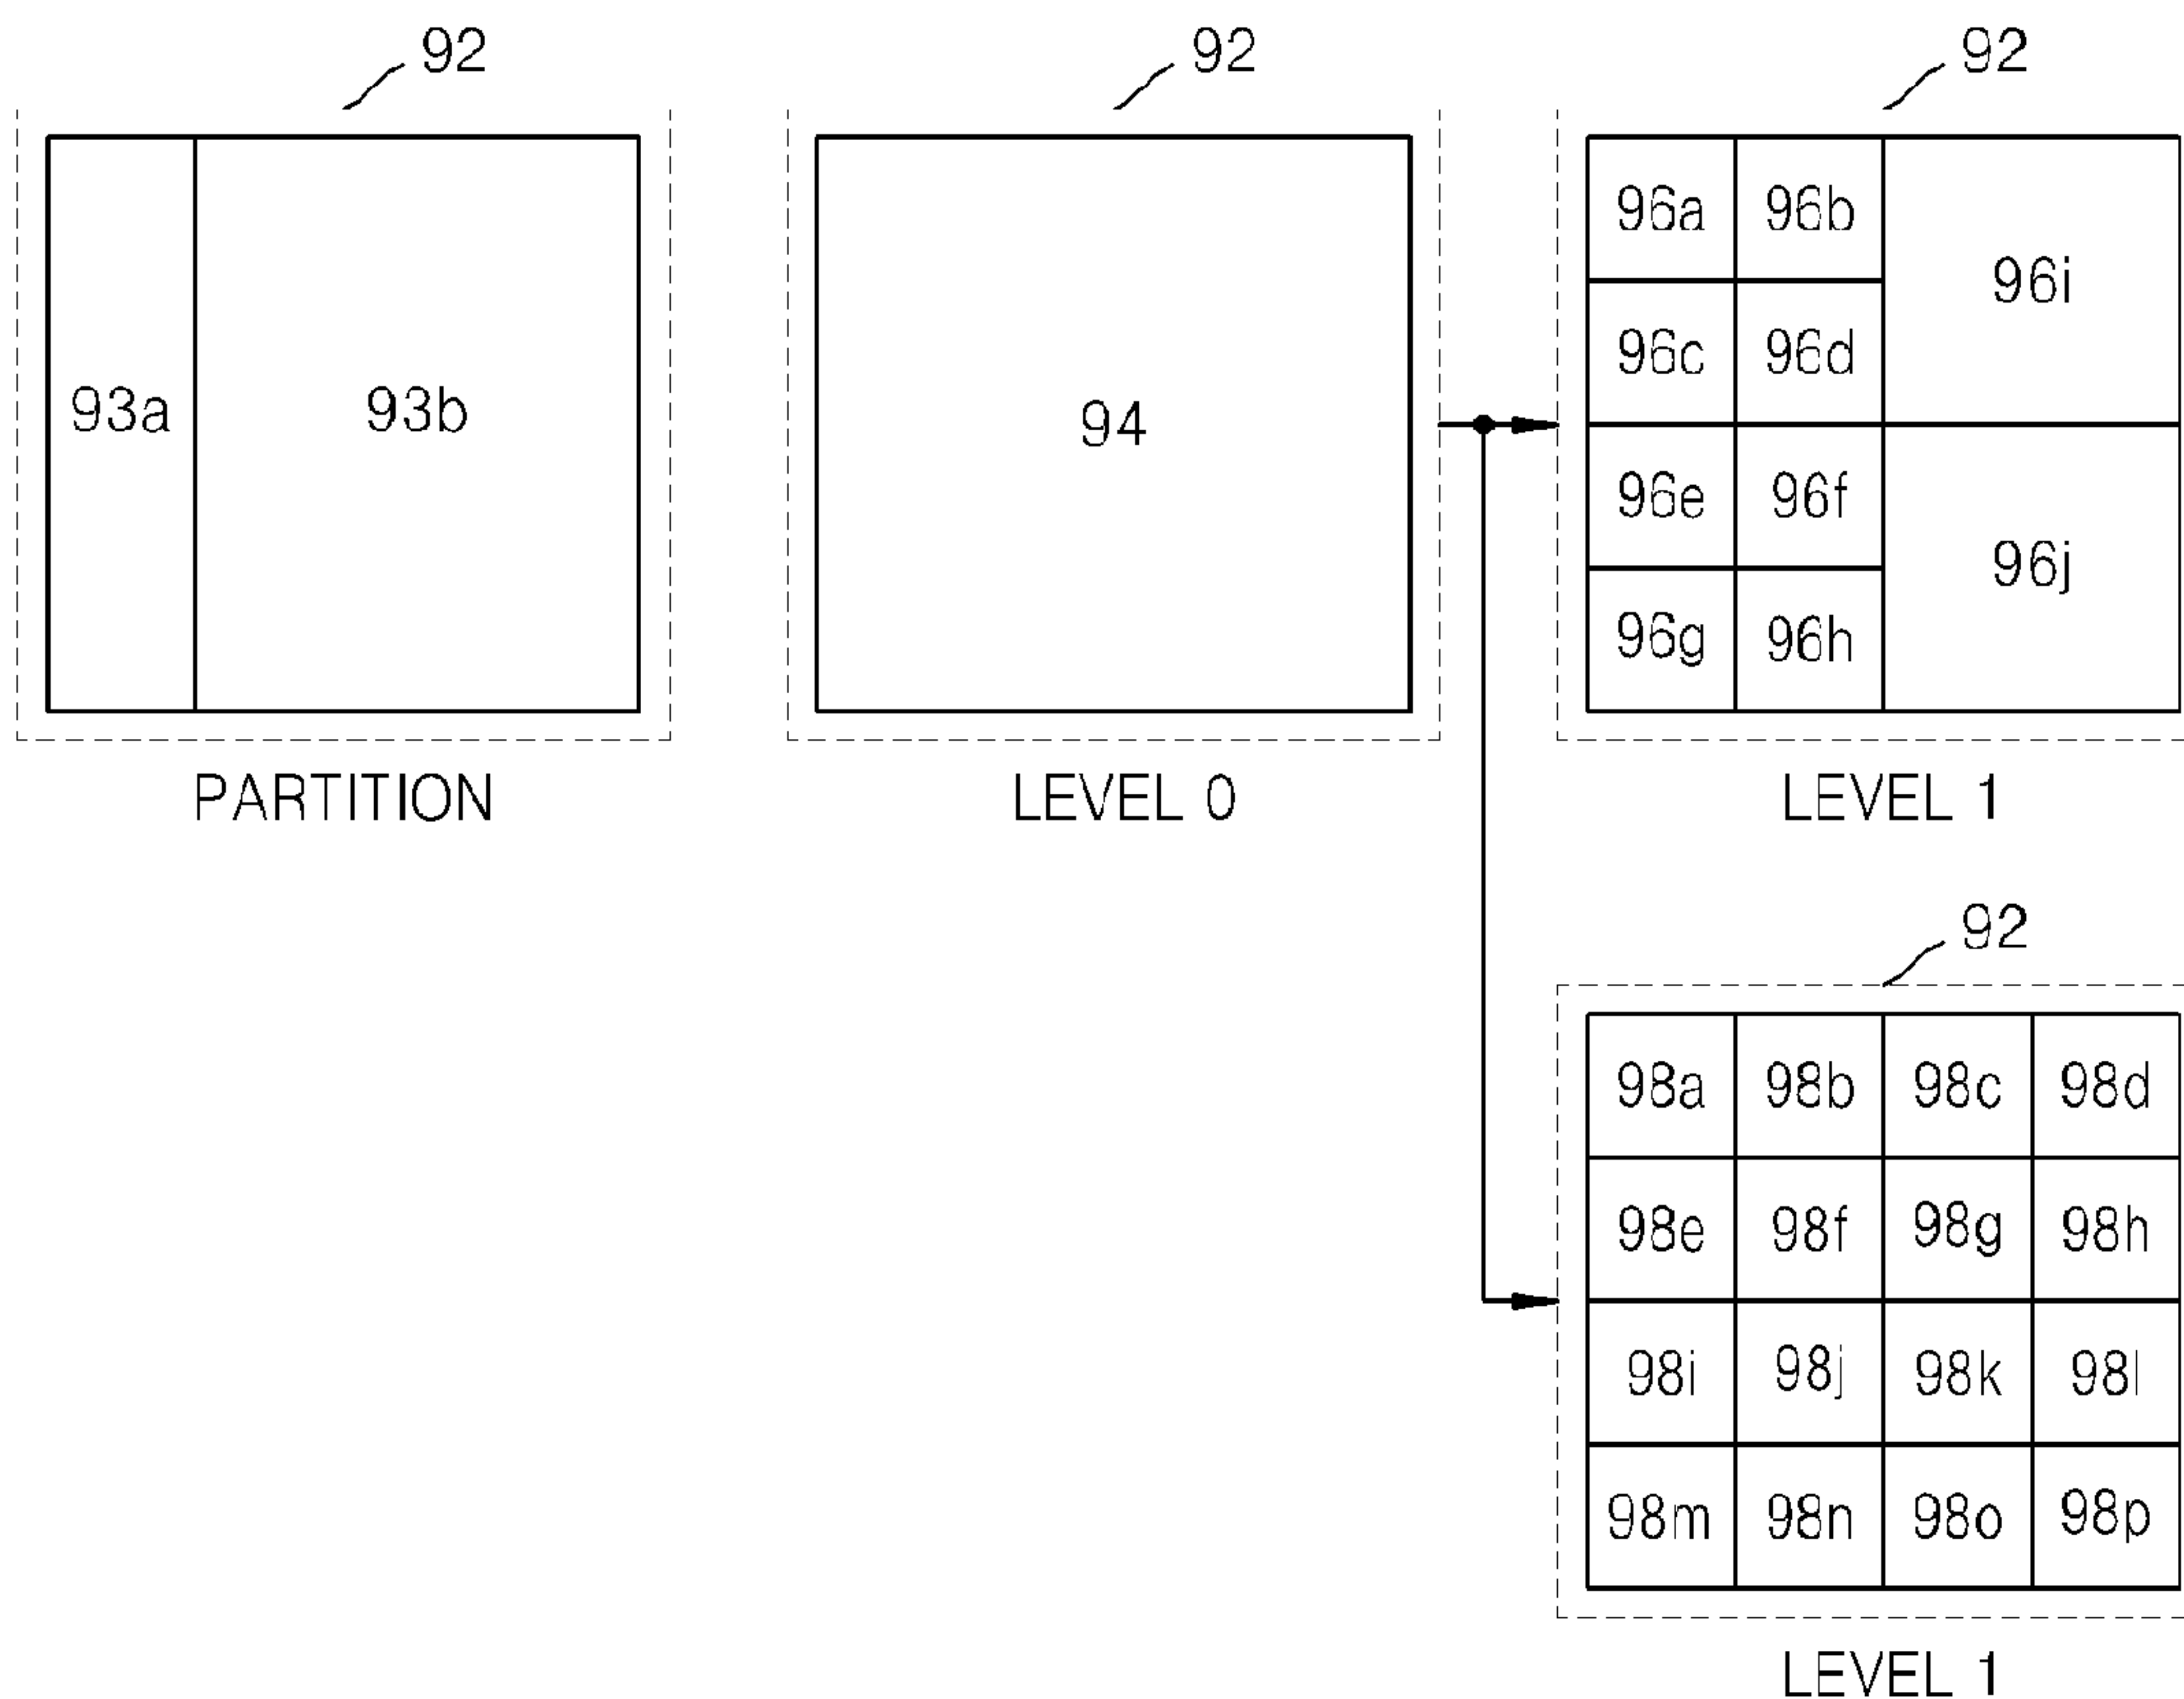 92 92 92
93a 93b
94
96a 96b 96i
96c 96d
96e 96f 96j
96g 96h
PARTITION LEVEL 0 LEVEL 1
92
98a 98b 98c 98d
98e 98f 98g 98h
98i 98j 98k 98l
98m 98n 98o 98p
LEVEL 1